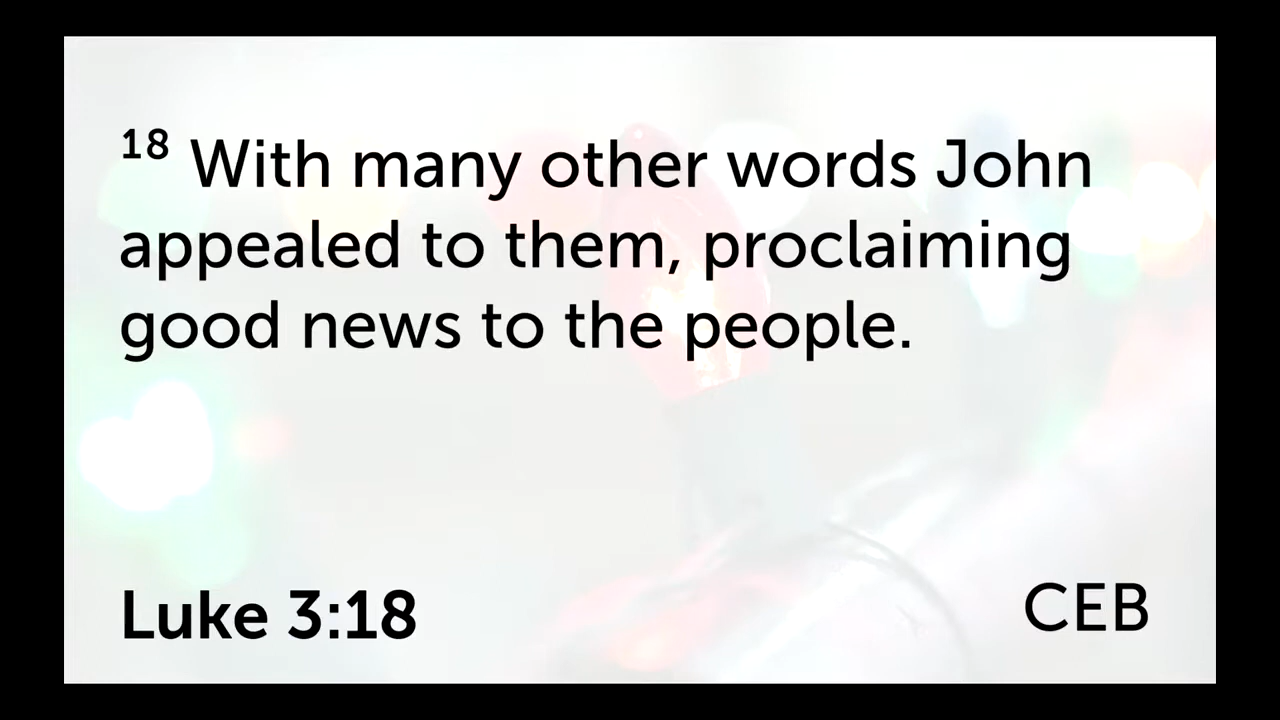 18 With many other words John
appealed to them, proclaiming
good news to the people.
Luke 3:18
CEB